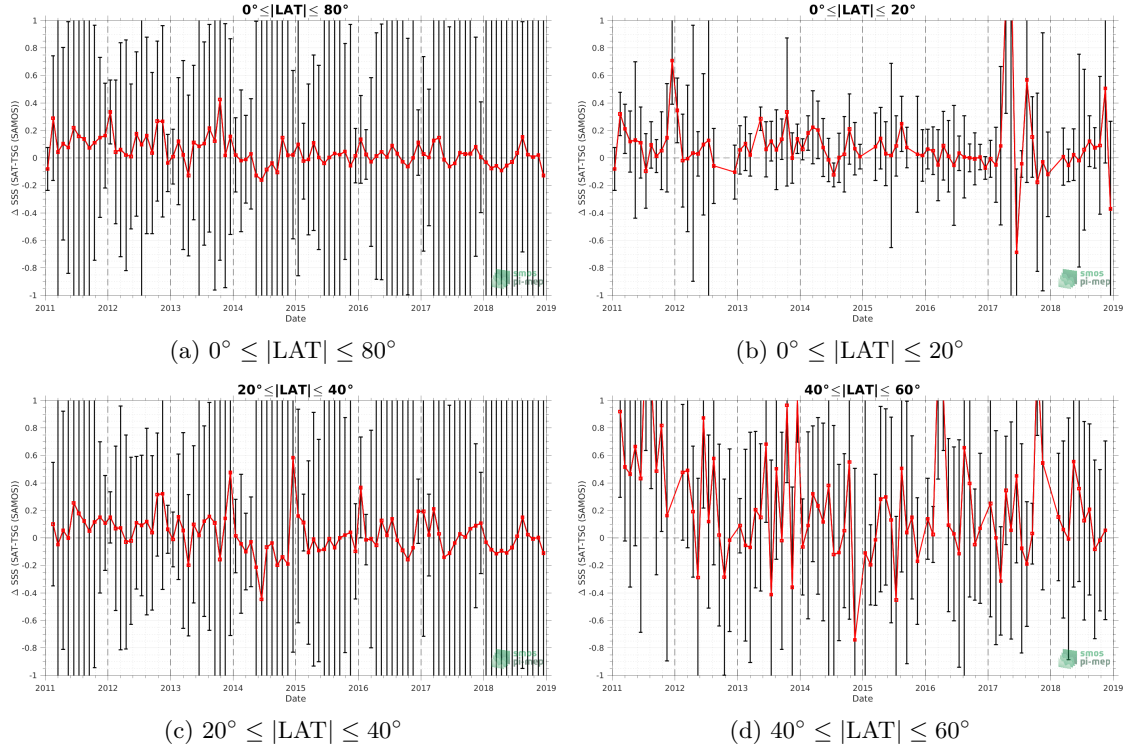 0°≤|LAT|≤ 80°
Δ SSS (SAT-TSG (SAMOS))
1
0.8
0.6
0.4
0.2
0
-0.2
-0.4
-0.6
-0.8
-1
2011 2012 2013 2014 2015 2016 2017 2018 2019
Date
smos
pi-mep
(a) 0° ≤ |LAT| ≤ 80°
0°≤|LAT|≤ 20°
Δ SSS (SAT-TSG (SAMOS))
1
0.8
0.6
0.4
0.2
0
-0.2
-0.4
-0.6
-0.8
-1
2011 2012 2013 2014 2015 2016 2017 2018 2019
Date
smos
pi-mep
(b) 0° ≤ |LAT| ≤ 20°
20°≤|LAT|≤ 40°
Δ SSS (SAT-TSG (SAMOS))
1
0.8
0.6
0.4
0.2
0
-0.2
-0.4
-0.6
-0.8
-1
2011 2012 2013 2014 2015 2016 2017 2018 2019
Date
smos
pi-mep
(c) 20° ≤ |LAT| ≤ 40°
40°≤|LAT|≤ 60°
Δ SSS (SAT-TSG (SAMOS))
1
0.8
0.6
0.4
0.2
0
-0.2
-0.4
-0.6
-0.8
-1
2011 2012 2013 2014 2015 2016 2017 2018 2019
Date
smos
pi-mep
(d) 40° ≤ |LAT| ≤ 60°